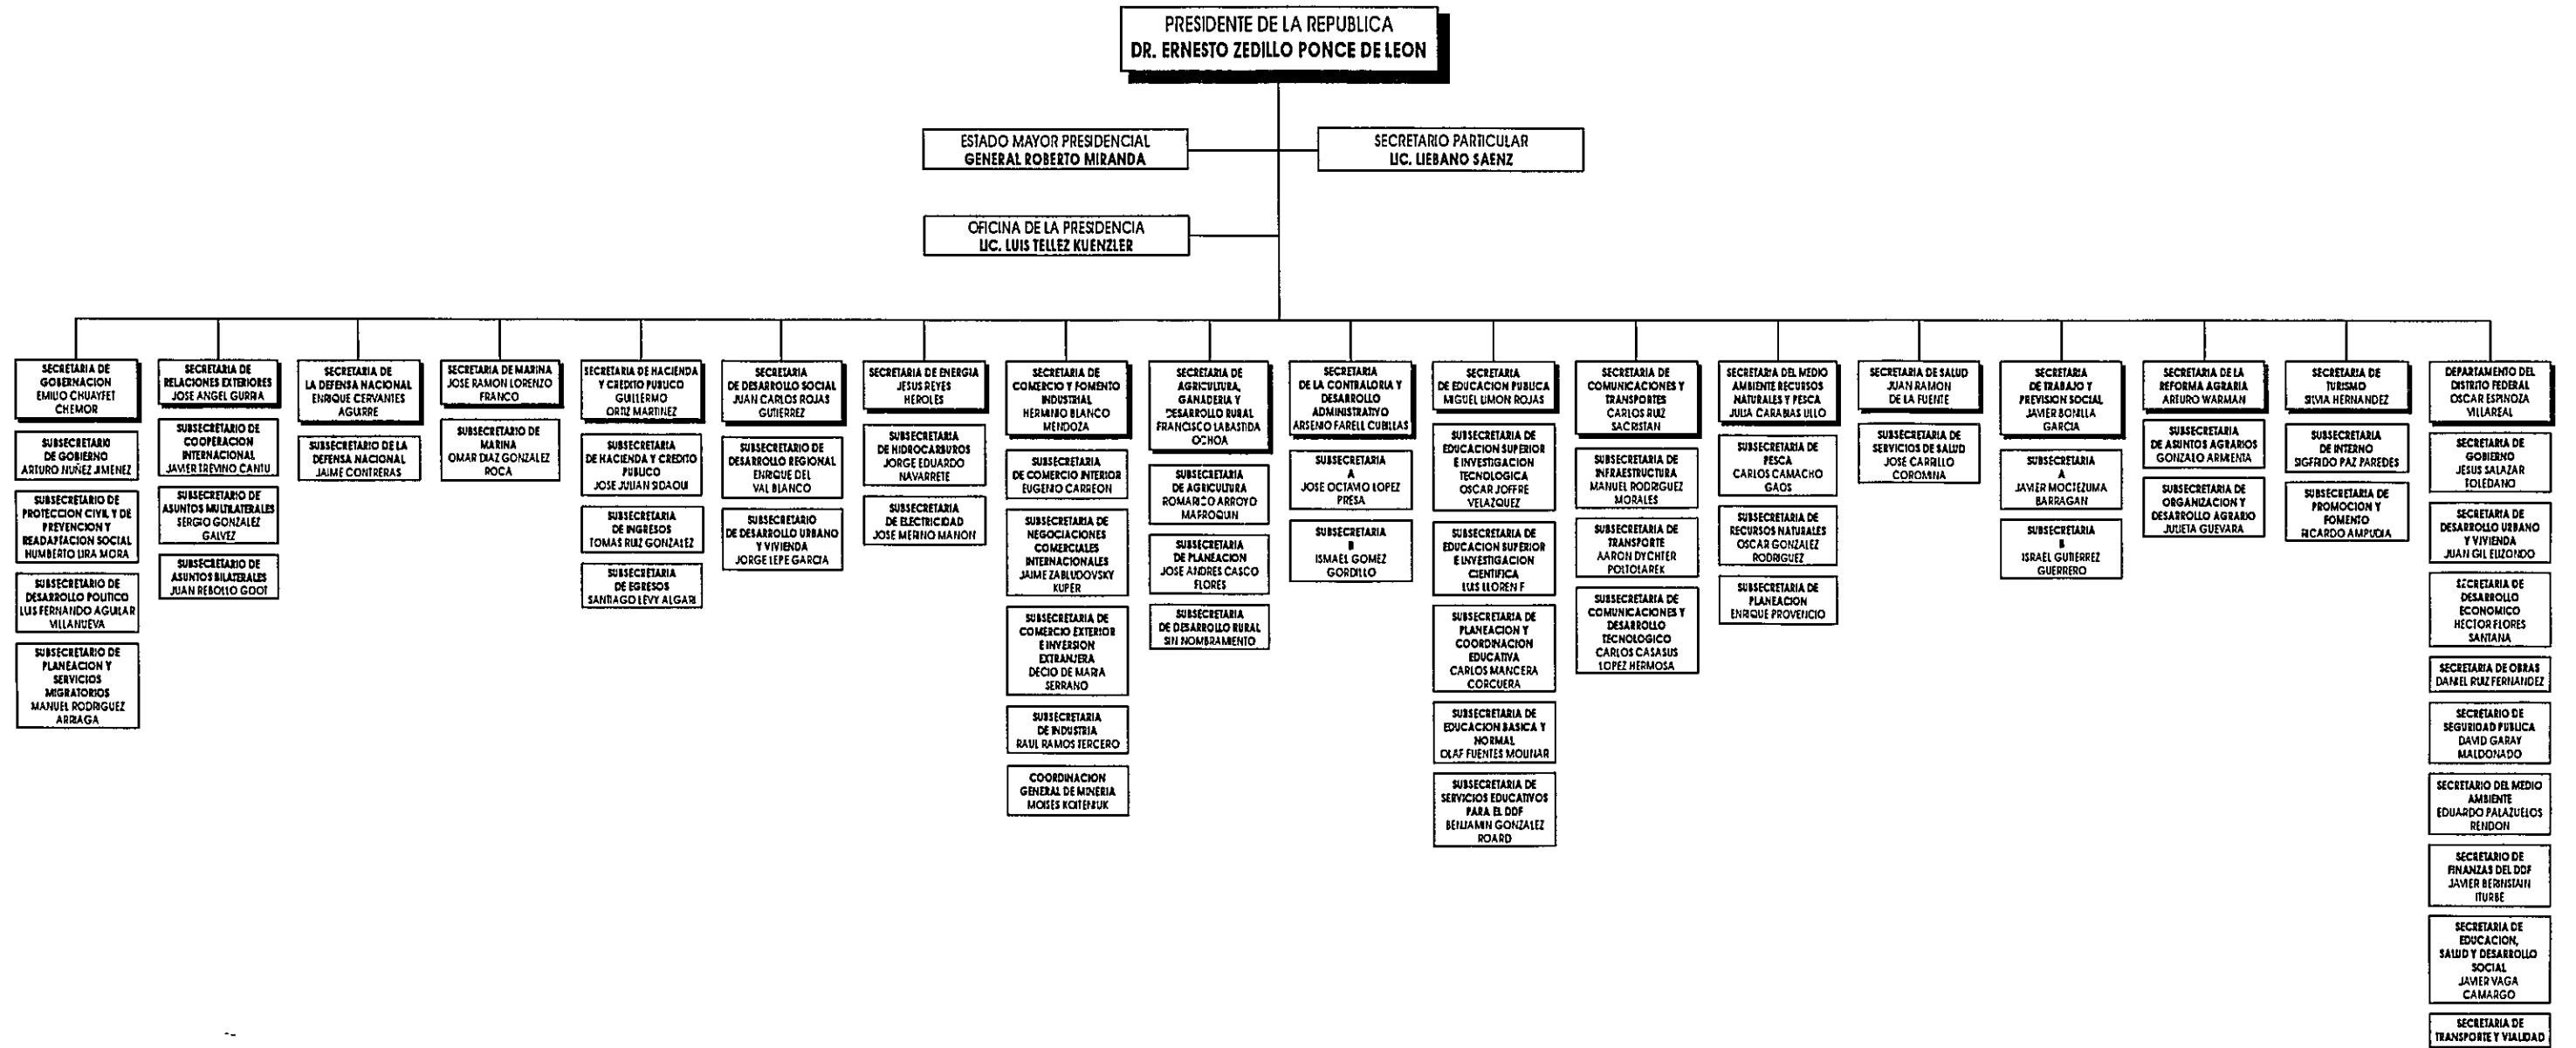 PRESIDENTE DE LA REPUBLICA
DR. ERNESTO ZEDILLO PONCE DE LEON
ESTADO MAYOR PRESIDENCIAL
GENERAL ROBERTO MIRANDA
SECRETARIO PARTICULAR
LIC. LIEBANO SAENZ
OFICINA DE LA PRESIDENCIA
LIC. LUIS TELLEZ KUENZLER
SECRETARIA DE
GOBERNACION
EMILIO CHUAYFET
CHEMOR
SUBSECRETARIO
DE GOBIERNO
ARTURO NUÑEZ JIMENEZ
SUBSECRETARIO DE
PROTECCION CIVIL Y DE
PREVENCION Y
READAPTACION SOCIAL
HUMBERTO LIRA MORA
SUBSECRETARIO DE
DESARROLLO POLITICO
LUIS FERNANDO AGUILAR
VILLANUEVA
SUBSECRETARIO DE
PLANEACION Y
SERVICIOS
MIGRATORIOS
MANUEL RODRIGUEZ
ARRIAGA
SECRETARIA DE
RELACIONES EXTERIORES
JOSE ANGEL GURRIA
SUBSECRETARIO DE
COOPERACION
INTERNACIONAL
JAVIER TREVINO CANTU
SUBSECRETARIO DE
ASUNTOS MULTILATERALES
SERGIO GONZALEZ
GALVEZ
SUBSECRETARIO DE
ASUNTOS BILATERALES
JUAN REBOLLO GOOT
SECRETARIA DE
LA DEFENSA NACIONAL
ENRIQUE CERVANTES
AGUIRRE
SUBSECRETARIO DE LA
DEFENSA NACIONAL
JAIME CONTRERAS
SECRETARIA DE MARINA
JOSE RAMON LORENZO
FRANCO
SUBSECRETARIO DE
MARINA
OMAR DIAZ GONZALEZ
ROCA
SECRETARIA DE HACIENDA
Y CREDITO PUBLICO
GUILLERMO
ORTIZ MARTINEZ
SUBSECRETARIA
DE HACIENDA Y CREDITO
PUBLICO
JOSE JULIAN SIDAOUI
SUBSECRETARIA
DE INGRESOS
TOMAS RUIZ GONZALEZ
SUBSECRETARIA
DE EGRESOS
SANTIAGO LEVY ALGARI
SECRETARIA
DE DESARROLLO SOCIAL
JUAN CARLOS ROJAS
GUTIERREZ
SUBSECRETARIO DE
DESARROLLO REGIONAL
ENRIQUE DEL
VAL BLANCO
SUBSECRETARIO
DE DESARROLLO URBANO
Y VIVIENDA
JORGE LEPE GARCIA
SECRETARIA DE ENERGIA
JESUS REYES
HEROLES
SUBSECRETARIA
DE HIDROCARBUROS
JORGE EDUARDO
NAVARRETE
SUBSECRETARIA
DE ELECTRICIDAD
JOSE MERINO MANON
SECRETARIA DE
COMERCIO Y FOMENTO
INDUSTRIAL
HERMINIO BLANCO
MENDOZA
SUBSECRETARIA
DE COMERCIO INTERIOR
EUGENIO CARREON
SUBSECRETARIA DE
NEGOCIACIONES
COMERCIALES
INTERNACIONALES
JAIME ZABLUDOVSKY
KUPER
SUBSECRETARIA DE
COMERCIO EXTERIOR
E INVERSION
EXTRANJERA
DECIO DE MARIA
SERRANO
SUBSECRETARIA
DE INDUSTRIA
RAUL RAMOS TERCERO
COORDINACION
GENERAL DE MINERIA
MOISES
SECRETARIA DE
AGRICULTURA,
GANADERIA Y
DESARROLLO RURAL
FRANCISCO LABASTIDA
OCHOA
SUBSECRETARIA
DE AGRICULTURA
ROMARICO ARROYO
MARROQUIN
SUBSECRETARIA
DE PLANEACION
JOSE ANDRES CASCO
FLORES
SUBSECRETARIA
DE DESARROLLO RURAL
SIN NOMBRAMIENTO
SECRETARIA
DE LA CONTRALORIA Y
DESARROLLO
ADMINISTRATIVO
ARSENIO FARELL CUBILLAS
SUBSECRETARIA
A
JOSE OCTAVIO LOPEZ
PRESA
SUBSECRETARIA
B
ISMAEL GOMEZ
GORDILLO
SECRETARIA
DE EDUCACION PUBLICA
MIGUEL LIMON ROJAS
SUBSECRETARIA DE
EDUCACION SUPERIOR
E INVESTIGACION
TECNOLOGICA
OSCAR JOFFRE
VELAZQUEZ
SUBSECRETARIA DE
EDUCACION SUPERIOR
E INVESTIGACION
CIENTIFICA
LUIS LLOREN F
SUBSECRETARIA DE
PLANEACION Y
COORDINACION
EDUCATIVA
CARLOS MANCERA
CORCUERA
SUBSECRETARIA DE
EDUCACION BASICA Y
NORMAL
OLAF FUENTES MOLINAR
SUBSECRETARIA DE
SERVICIOS EDUCATIVOS
PARA EL DDF
BENJAMIN GONZALEZ
ROARD
SECRETARIA DE
COMUNICACIONES Y
TRANSPORTES
CARLOS RUIZ
SACRISTAN
SUBSECRETARIA DE
INFRAESTRUCTURA
MANUEL RODRIGUEZ
MORALES
SUBSECRETARIA DE
TRANSPORTE
AARON DYCHTER
POLTOLAREK
SUBSECRETARIA DE
COMUNICACIONES Y
DESARROLLO
TECNOLOGICO
CARLOS CASASUS
LOPEZ HERMOSA
SECRETARIA DEL MEDIO
AMBIENTE RECURSOS
NATURALES Y PESCA
JULIA CARABIAS LILLO
SUBSECRETARIA DE
PESCA
CARLOS CAMACHO
GAOS
SUBSECRETARIA DE
RECURSOS NATURALES
OSCAR GONZALEZ
RODRIGUEZ
SUBSECRETARIA DE
PLANEACION
ENRIQUE PROVENCIO
SECRETARIA DE SALUD
JUAN RAMON
DE LA FUENTE
SUBSECRETARIA DE
SERVICIOS DE SALUD
JOSE CARRILLO
COROMINA
SECRETARIA
DE TRABAJO Y
PREVISION SOCIAL
JAVIER BONILLA
GARCIA
SUBSECRETARIA
A
JAVIER MOCTEZUMA
BARRAGAN
SUBSECRETARIA
B
ISRAEL GUTIERREZ
GUERRERO
SECRETARIA DE LA
REFORMA AGRARIA
ARTURO WARMAN
SUBSECRETARIA
DE ASUNTOS AGRARIOS
GONZALO ARMENTA
SUBSECRETARIA DE
ORGANIZACION Y
DESARROLLO AGRARIO
JULIETA GUEVARA
SECRETARIA DE
TURISMO
SILVIA HERNANDEZ
SUBSECRETARIA
DE INTERNO
SIGFRIDO PAZ PAREDES
SUBSECRETARIA DE
PROMOCION Y
FOMENTO
RICARDO AMPUDIA
DEPARTAMENTO DEL
DISTRITO FEDERAL
OSCAR ESPINOZA
VILLAREAL
SECRETARIA DE
GOBIERNO
JESUS SALAZAR
TOLEDANO
SECRETARIA DE
DESARROLLO URBANO
Y VIVIENDA
JUAN GIL ELIZONDO
SECRETARIA DE
DESARROLLO
ECONOMICO
HECTOR FLORES
SANTANA
SECRETARIA DE OBRAS
DANIEL RUIZ FERNANDEZ
SECRETARIO DE
SEGURIDAD PUBLICA
DAVID GARAY
MALDONADO
SECRETARIO DEL MEDIO
AMBIENTE
EDUARDO PALAZUELOS
RENDON
SECRETARIO DE
FINANZAS DEL DDF
JAVIER BERINSTAIN
ITURBE
SECRETARIA DE
EDUCACION,
SALUD Y DESARROLLO
SOCIAL
JAVIER VAGA
CAMARGO
SECRETARIA DE
TRANSPORTE Y VIALIDAD